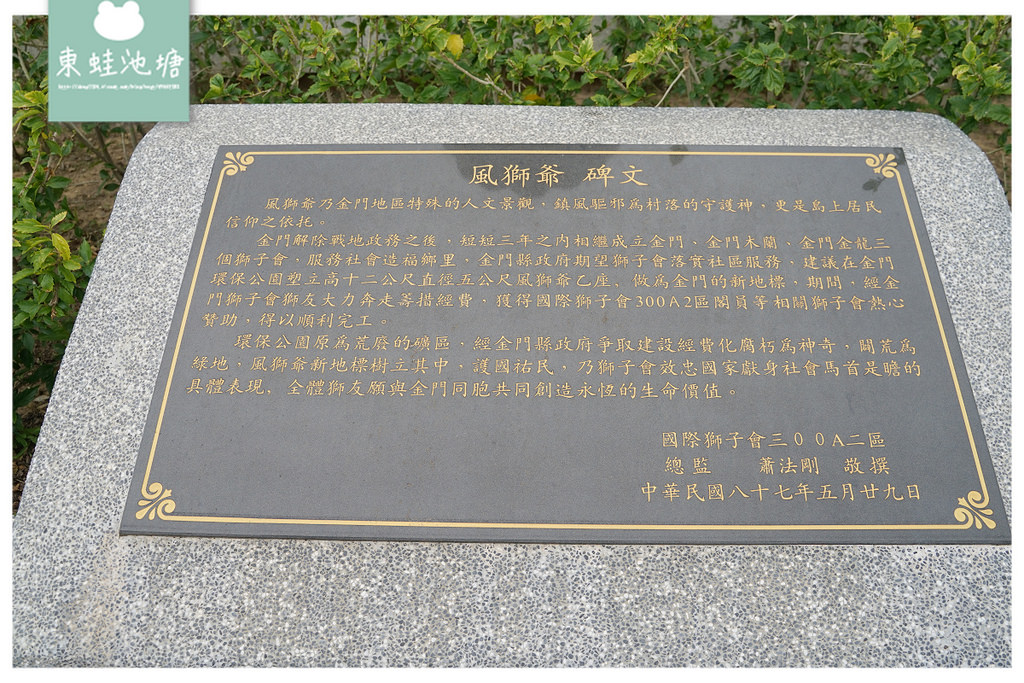 東蛙池塘
風獅爺 碑文
風獅爺乃金門地區特殊的人文景觀，鎮風驅邪為村落的守護神，更是島上居民
信仰之依托。
金門解除戰地政務之後，短短三年之內相繼成立金門、金門木蘭、金門金龍三
個獅子會，服務社會造福鄉里、金門縣政府期望獅子會落實社區服務，建議在金門
環保公園塑立高十二公尺直徑五公尺風獅爺乙座，做為金門的新地標，期間，經金
門獅子會獅友大力奔走籌措經費，獲得國際獅子會300A2區閣員等相關獅子會熱心
贊助，得以順利完工。
環保公園原為荒廢的礦區、經金門縣政府爭取建設經費化腐朽為神奇，闢荒為
綠地，風獅爺新地標樹立其中，護國祐民，乃獅子會效忠國家獻身社會馬首是瞻的
具體表現，全體獅友願與金門同胞共同創造永恆的生命價值。
國際獅子會三００A二區
總監 蕭法剛 敬撰
中華民國八十七年五月廿九日